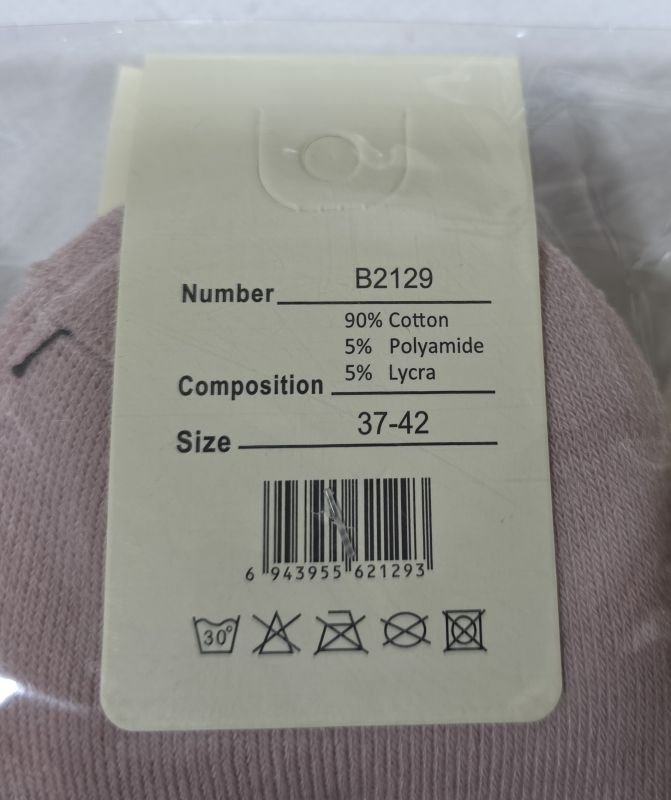 Number B2129
90% Cotton
5% Polyamide
Composition 5% Lycra
Size 37-42
6 943955 621293
30°